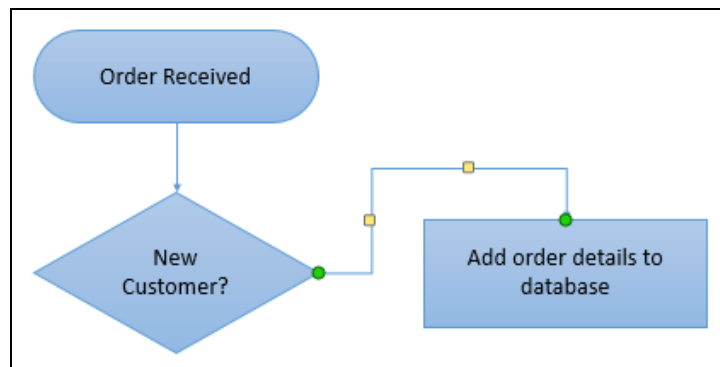 Order Received
New
Customer?
Add order details to
database